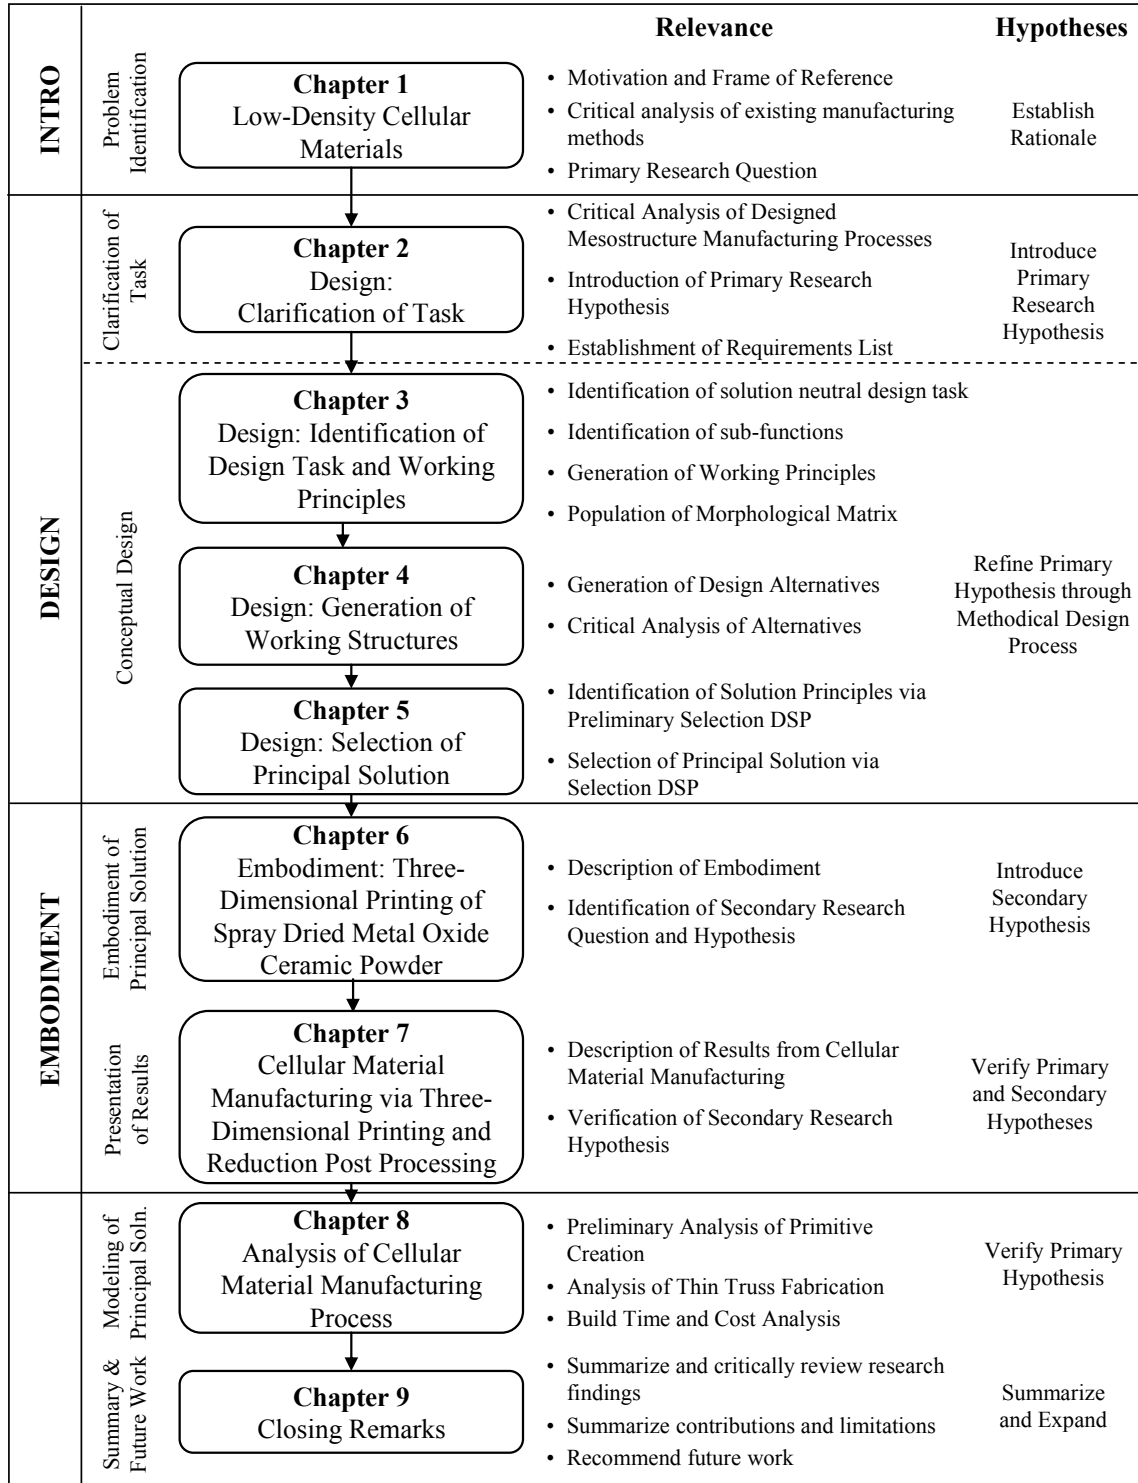 Relevance
Hypotheses
INTRO
Problem
Identification
Chapter 1
Low-Density Cellular
Materials
• Motivation and Frame of Reference
• Critical analysis of existing manufacturing
methods
• Primary Research Question
Establish
Rationale
DESIGN
Clarification of
Task
Chapter 2
Design:
Clarification of Task
• Critical Analysis of Designed
Mesostructure Manufacturing Processes
• Introduction of Primary Research
Hypothesis
• Establishment of Requirements List
Introduce
Primary
Research
Hypothesis
Conceptual Design
Chapter 3
Design: Identification of
Design Task and Working
Principles
• Identification of solution neutral design task
• Identification of sub-functions
• Generation of Working Principles
• Population of Morphological Matrix
Chapter 4
Design: Generation of
Working Structures
• Generation of Design Alternatives
• Critical Analysis of Alternatives
Refine Primary
Hypothesis through
Methodical Design
Process
Chapter 5
Design: Selection of
Principal Solution
• Identification of Solution Principles via
Preliminary Selection DSP
• Selection of Principal Solution via
Selection DSP
EMBODIMENT
Embodiment of
Principal Solution
Chapter 6
Embodiment: Three-
Dimensional Printing of
Spray Dried Metal Oxide
Ceramic Powder
• Description of Embodiment
• Identification of Secondary Research
Question and Hypothesis
Introduce
Secondary
Hypothesis
Presentation
of Results
Chapter 7
Cellular Material
Manufacturing via Three-
Dimensional Printing and
Reduction Post Processing
• Description of Results from Cellular
Material Manufacturing
• Verification of Secondary Research
Hypothesis
Verify Primary
and Secondary
Hypotheses
Modeling of
Principal Soln.
Chapter 8
Analysis of Cellular
Material Manufacturing
Process
• Preliminary Analysis of Primitive
Creation
• Analysis of Thin Truss Fabrication
• Build Time and Cost Analysis
Verify Primary
Hypothesis
Summary &
Future Work
Chapter 9
Closing Remarks
• Summarize and critically review research
findings
• Summarize contributions and limitations
• Recommend future work
Summarize
and Expand